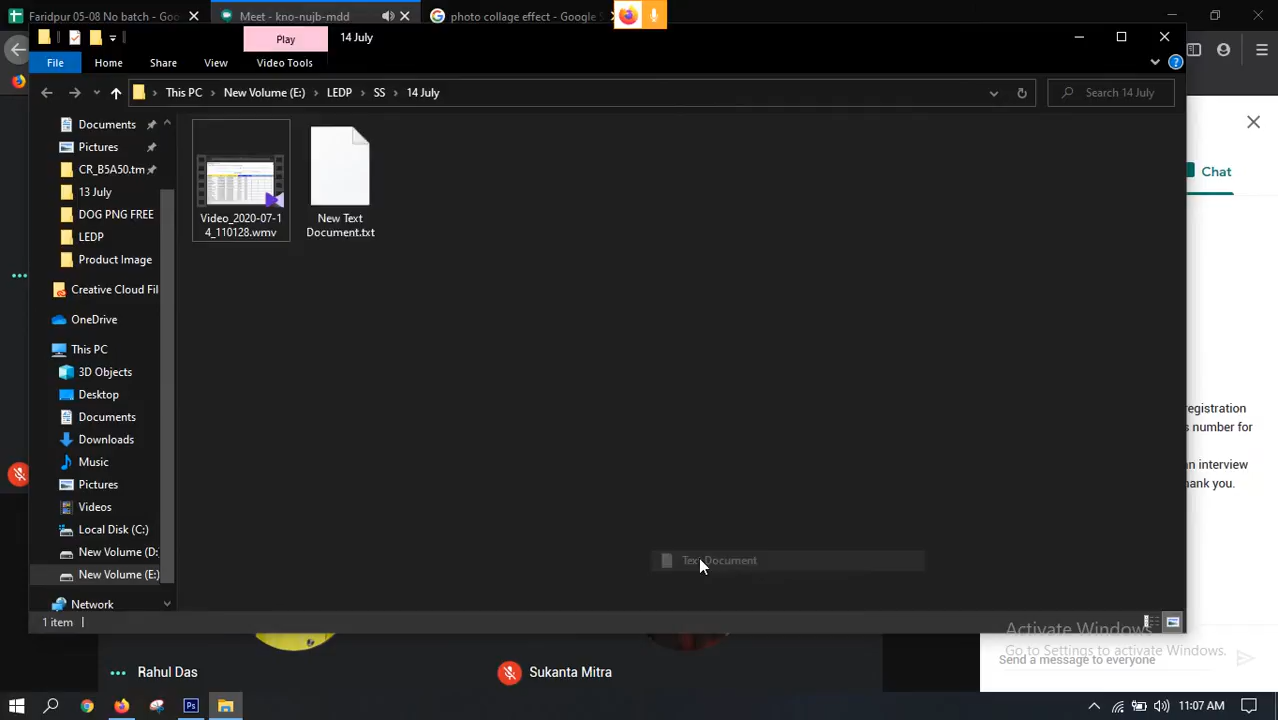 Faridpur 05-08 No batch - G
Meet - kno-nujb-mdd
photo collage effect - Google S
Play
14 July
File
Home
Share
View
Video Tools
This PC
New Volume (E:)
LEDP
SS
14 July
Search 14 July
Documents
Pictures
CR_B5A50.tm
13 July
DOG PNG FREE
LEDP
Product Image
Creative Cloud Fil
OneDrive
This PC
3D Objects
Desktop
Documents
Downloads
Music
Pictures
Videos
Local Disk (C:)
New Volume (D:
New Volume (E:)
Network
Video_2020-07-1
4_110128.wmv
New Text
Document.txt
Text Document
1 item
Chat
registration
s number for
an interview
hank you.
Rahul Das
Sukanta Mitra
Activate Windows
Go to Settings to activate Windows.
Send a message to everyone
Ps
11:07 AM